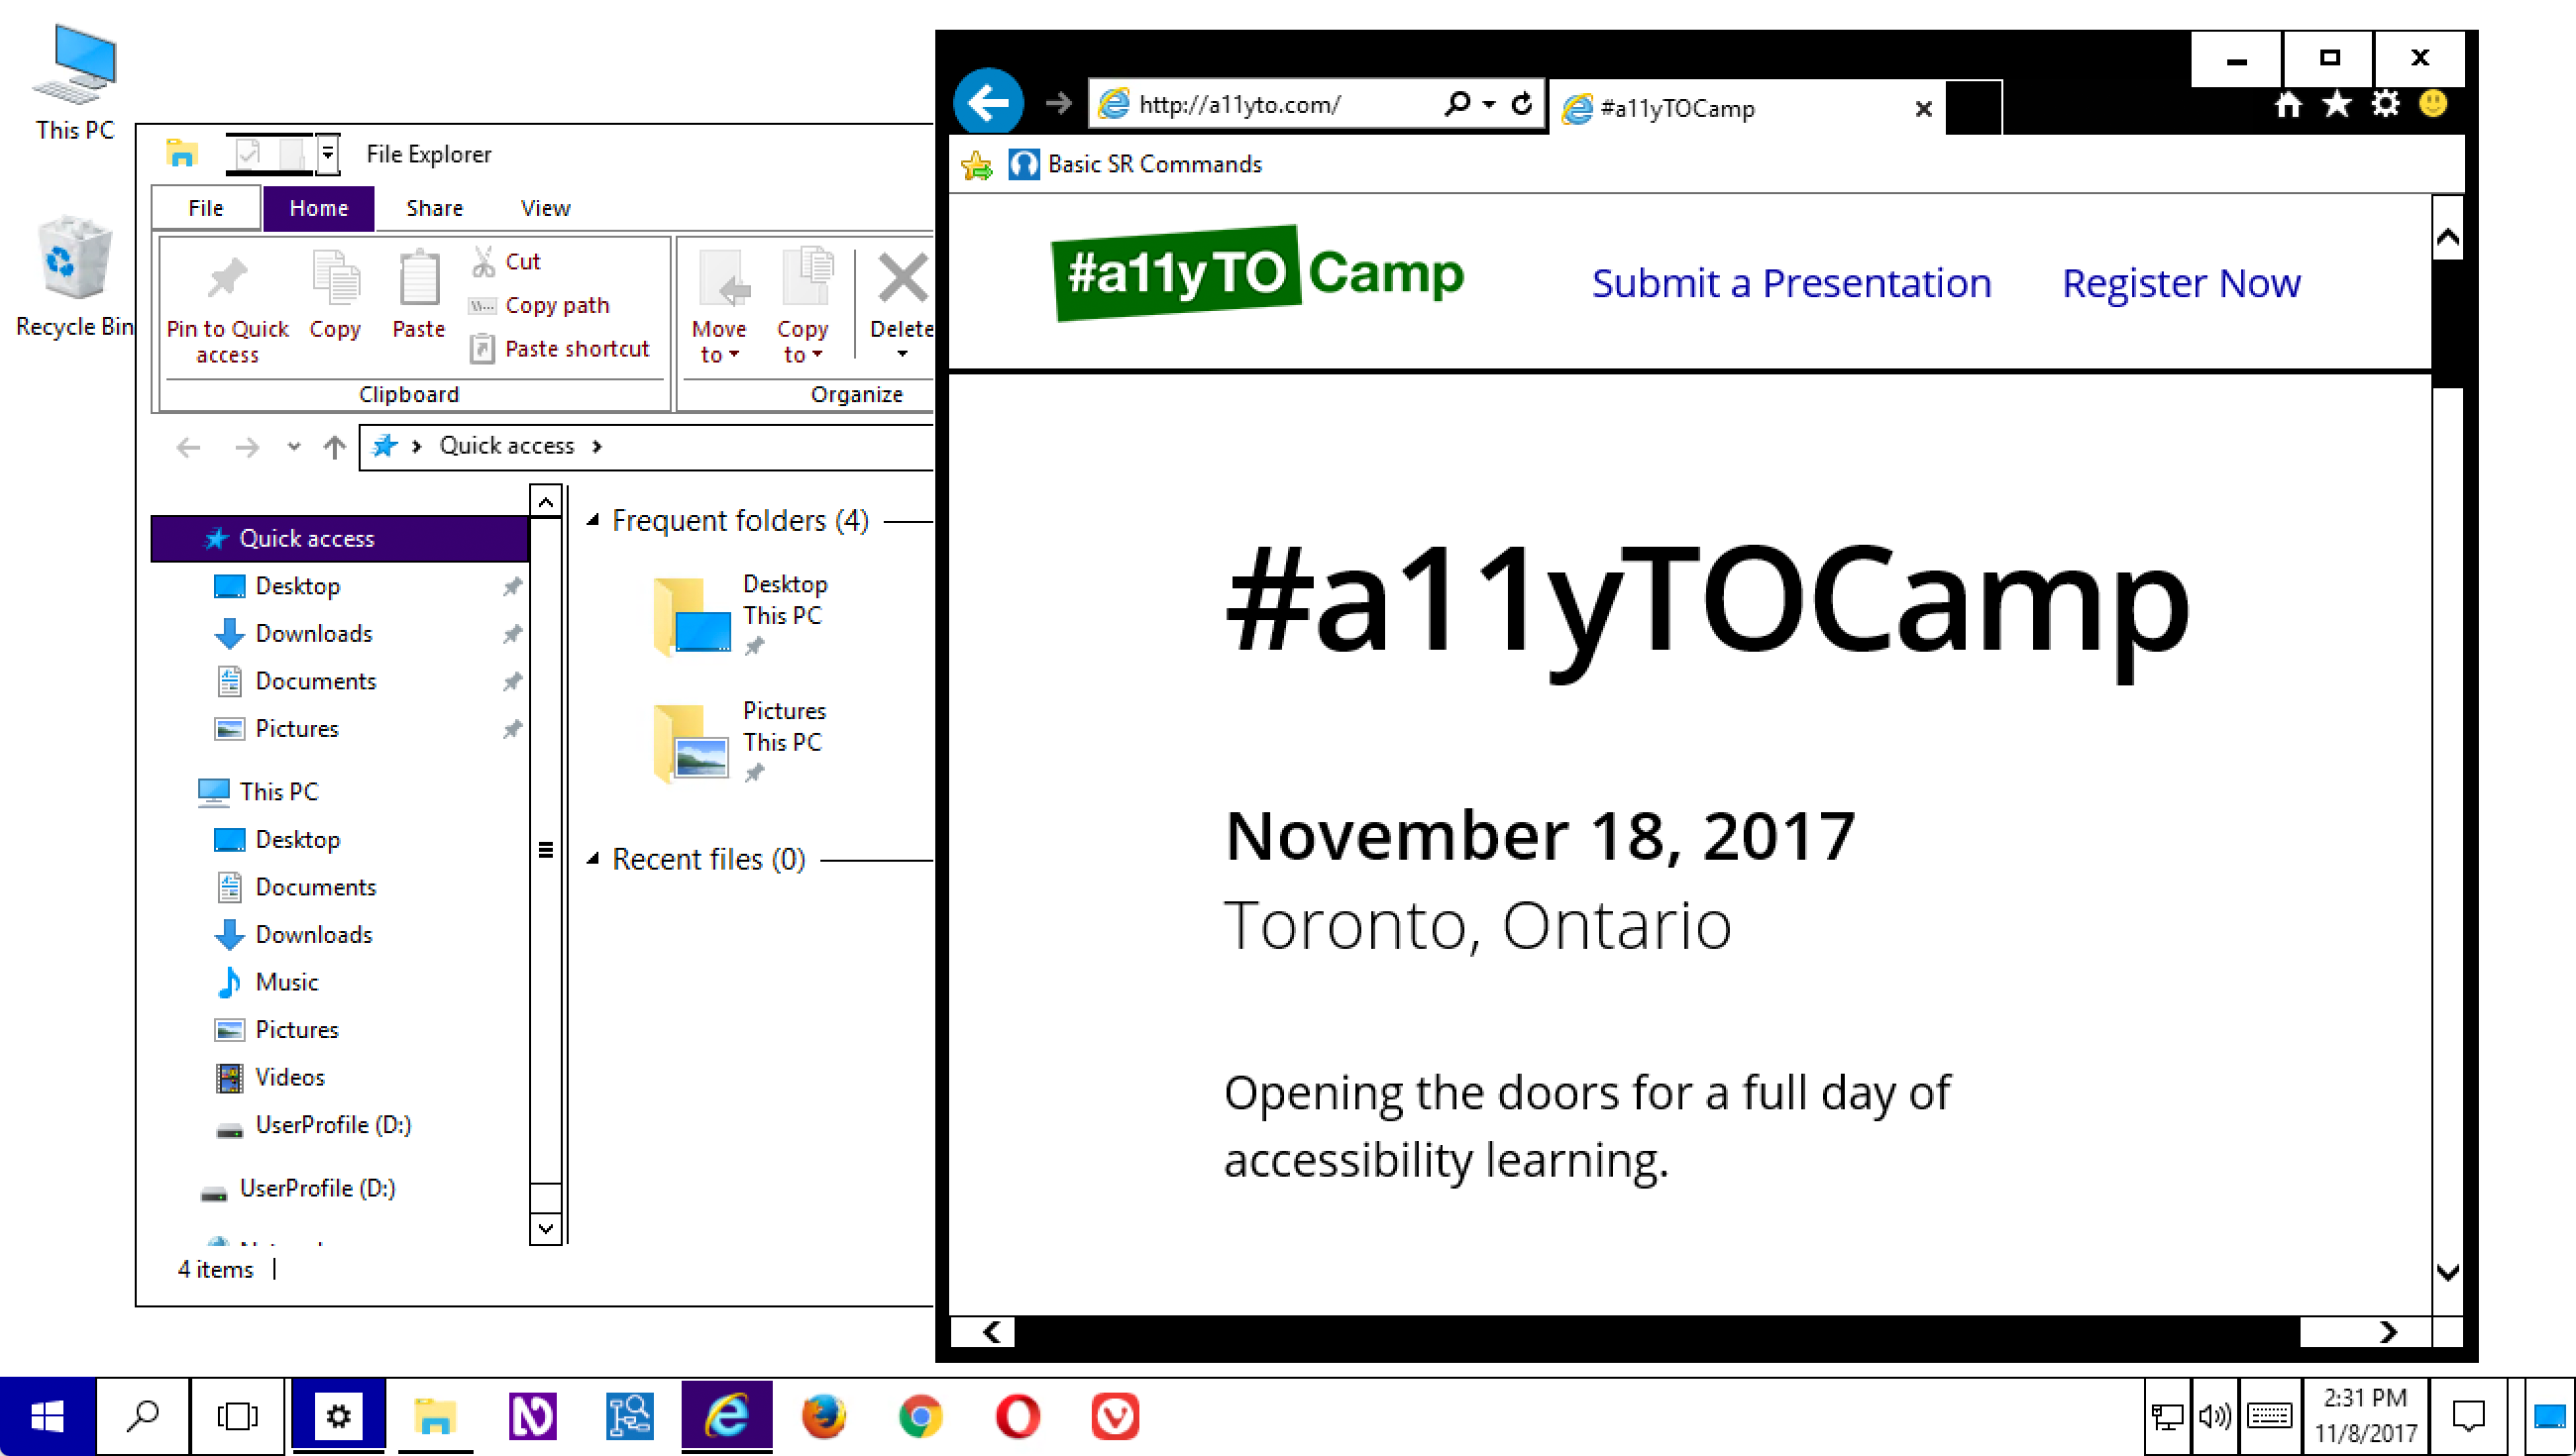 This PC
Recycle Bin
File Explorer
File
Home
Share
View
Pin to Quick
access
Copy
Paste
Cut
Copy path
Paste shortcut
Clipboard
Move
to
Copy
to
Delete
Organize
Quick access
Quick access
Desktop
Downloads
Documents
Pictures
This PC
Desktop
Documents
Downloads
Music
Pictures
Videos
UserProfile (D:)
UserProfile (D:)
4 items
Frequent folders (4)
Desktop
This PC
Pictures
This PC
Recent files (0)
http://a11yto.com/
#a11yTOCamp
Basic SR Commands
#a11yTO Camp
Submit a Presentation
Register Now
#a11yTOCamp
November 18, 2017
Toronto, Ontario
Opening the doors for a full day of
accessibility learning.
2:31 PM
11/8/2017